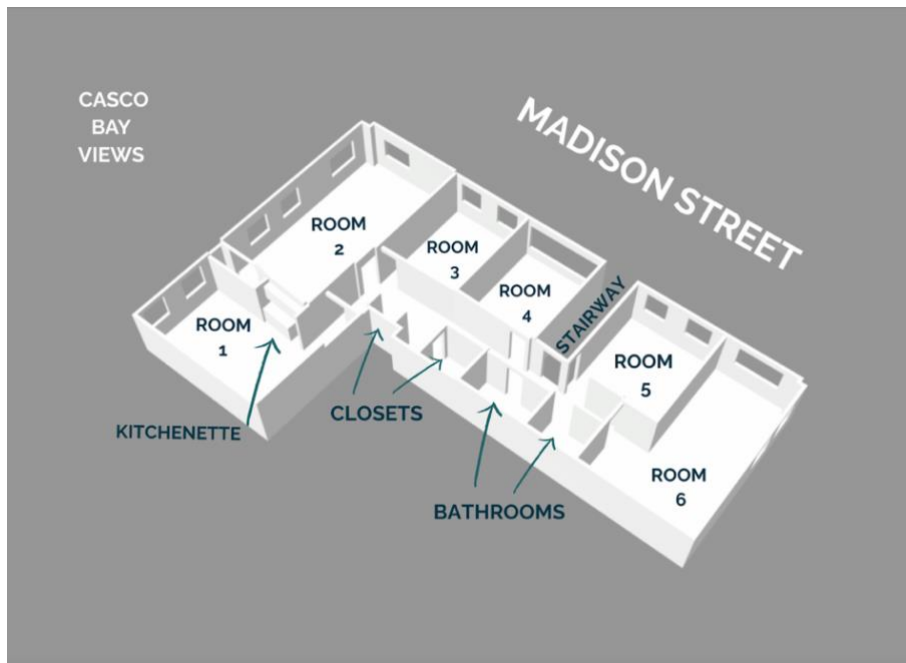 CASCO
BAY
VIEWS
MADISON STREET
ROOM
2
ROOM
3
ROOM
4
STAIRWAY
ROOM
1
ROOM
5
KITCHENETTE
CLOSETS
ROOM
6
BATHROOMS